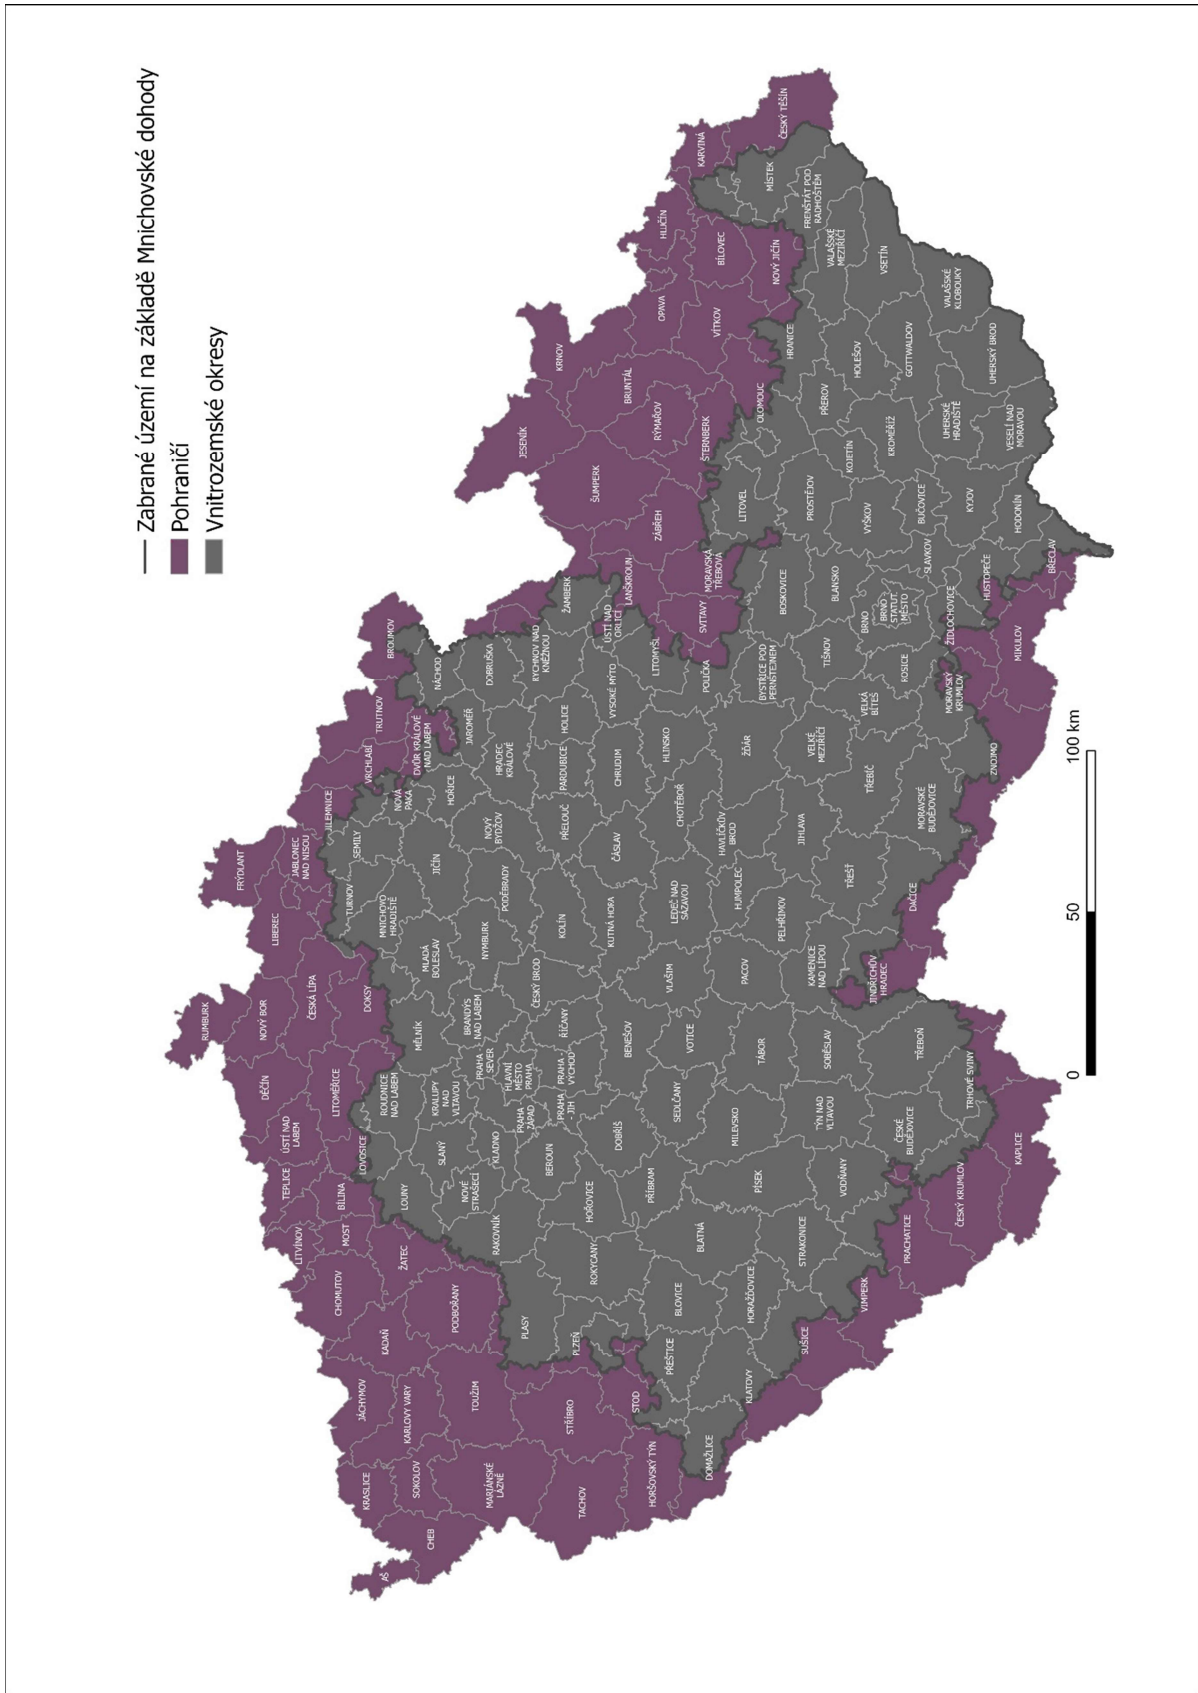 Zabrané území na základě Mnichovské dohody
Pohraničí
Vnitrozemské okresy
AŠ
CHEB
KRASLICE
SOKOLOV
MARIÁNSKÉ
LÁZNĚ
TACHOV
HORŠOVSKÝ TÝN
DOMAŽLICE
JÁCHYMOV
KARLOVY VARY
TOUŽIM
STŘÍBRO
STOD
KADAŇ
PODBOŘANY
PLASY
PLZEŇ
PŘEŠTICE
KLATOVY
CHOMUTOV
ŽATEC
LITVÍNOV
MOST
TEPLICE
BÍLINA
ÚSTÍ NAD
LABEM
LITOMĚŘICE
LOVOSICE
LOUNY
RAKOVNÍK
ROKYCANY
BLOVICE
HORAŽĎOVICE
SUŠICE
DĚČÍN
RUMBURK
NOVÝ BOR
ČESKÁ LÍPA
DOKSY
ROUDNICE
NAD LABEM
MĚLNÍK
KRALUPY
NAD
VLTAVOU
SLANÝ
NOVÉ
STRAŠECÍ
KLADNO
PRAHA
SEVER
HLAVNÍ
MĚSTO
PRAHA
PRAHA
ZÁPAD
PRAHA
-JIH
PRAHA -
VÝCHOD
BEROUN
HOŘOVICE
DOBŘÍŠ
PŘÍBRAM
BLATNÁ
STRAKONICE
VIMPERK
PRACHATICE
VODŇANY
PÍSEK
MILEVSKO
SEDLČANY
TÝN NAD
VLTAVOU
ČESKÉ
BUDĚJOVICE
ČESKÝ KRUMLOV
KAPLICE
TRHOVÉ SVINY
TŘEBOŇ
SOBĚSLAV
TÁBOR
VOTICE
BENEŠOV
ŘÍČANY
BRANDÝS
NAD LABEM
ČESKÝ BROD
VLAŠIM
PACOV
KAMENICE
NAD LÍPOU
JINDŘICHŮV
HRADEC
DAČICE
FRÝDLANT
LIBEREC
JABLONEC
NAD NISOU
TURNOV
SEMILY
MNICHOVO
HRADIŠTĚ
MLADÁ
BOLESLAV
NYMBURK
PODĚBRADY
KOLÍN
KUTNÁ HORA
LEDEČ NAD
SÁZAVOU
HUMPOLEC
PELHŘIMOV
JIČÍN
JILEMNICE
VRCHLABÍ
TRUTNOV
NOVÁ
PAKA
DVŮR KRÁLOVÉ
NAD LABEM
HOŘICE
NOVÝ
BYDŽOV
HRADEC
KRÁLOVÉ
JAROMĚŘ
PŘELOUČ
PARDUBICE
HOLICE
ČÁSLAV
CHRUDIM
CHOTĚBOŘ
HLINSKO
HAVLÍČKŮV
BROD
ŽĎÁR
JIHLAVA
VELKÉ
MEZIŘÍČÍ
TŘEŠŤ
TŘEBÍČ
MORAVSKÉ
BUDĚJOVICE
ZNOJMO
MORAVSKÝ
KRUMLOV
VELKÁ
BÍTEŠ
ROSICE
TIŠNOV
BYSTŘICE POD
PERNŠTEJNEM
BROUMOV
NÁCHOD
DOBRUŠKA
RYCHNOV NAD
KNĚŽNOU
ŽAMBERK
VYSOKÉ MÝTO
ÚSTÍ NAD
ORLICÍ
LITOMYŠL
POLIČKA
SVITAVY
LANŠKROUN
MORAVSKÁ
TŘEBOVÁ
BOSKOVICE
BLANSKO
BRNO
BRNO
STATUT.
MĚSTO
ŽIDLOCHOVICE
MIKULOV
HUSTOPEČE
BŘECLAV
SLAVKOV
BUČOVICE
VYŠKOV
PROSTĚJOV
LITOVEL
HODONÍN
KYJOV
JESENÍK
ŠUMPERK
ZÁBŘEH
ŠTERNBERK
RÝMAŘOV
BRUNTÁL
KRNOV
OLOMOUC
PŘEROV
KOJETÍN
KROMĚŘÍŽ
UHERSKÉ
HRADIŠTĚ
VESELÍ NAD
MORAVOU
UHERSKÝ BROD
GOTTWALDOV
HOLEŠOV
HRANICE
OPAVA
VÍTKOV
HLUČÍN
BÍLOVEC
NOVÝ JIČÍN
VALAŠSKÉ
MEZIŘÍČÍ
VSETÍN
VALAŠSKÉ
KLOBOUKY
FRENŠTÁT POD
RADHOŠTĚM
MÍSTEK
KARVINÁ
ČESKÝ TĚŠÍN
0
50
100 km